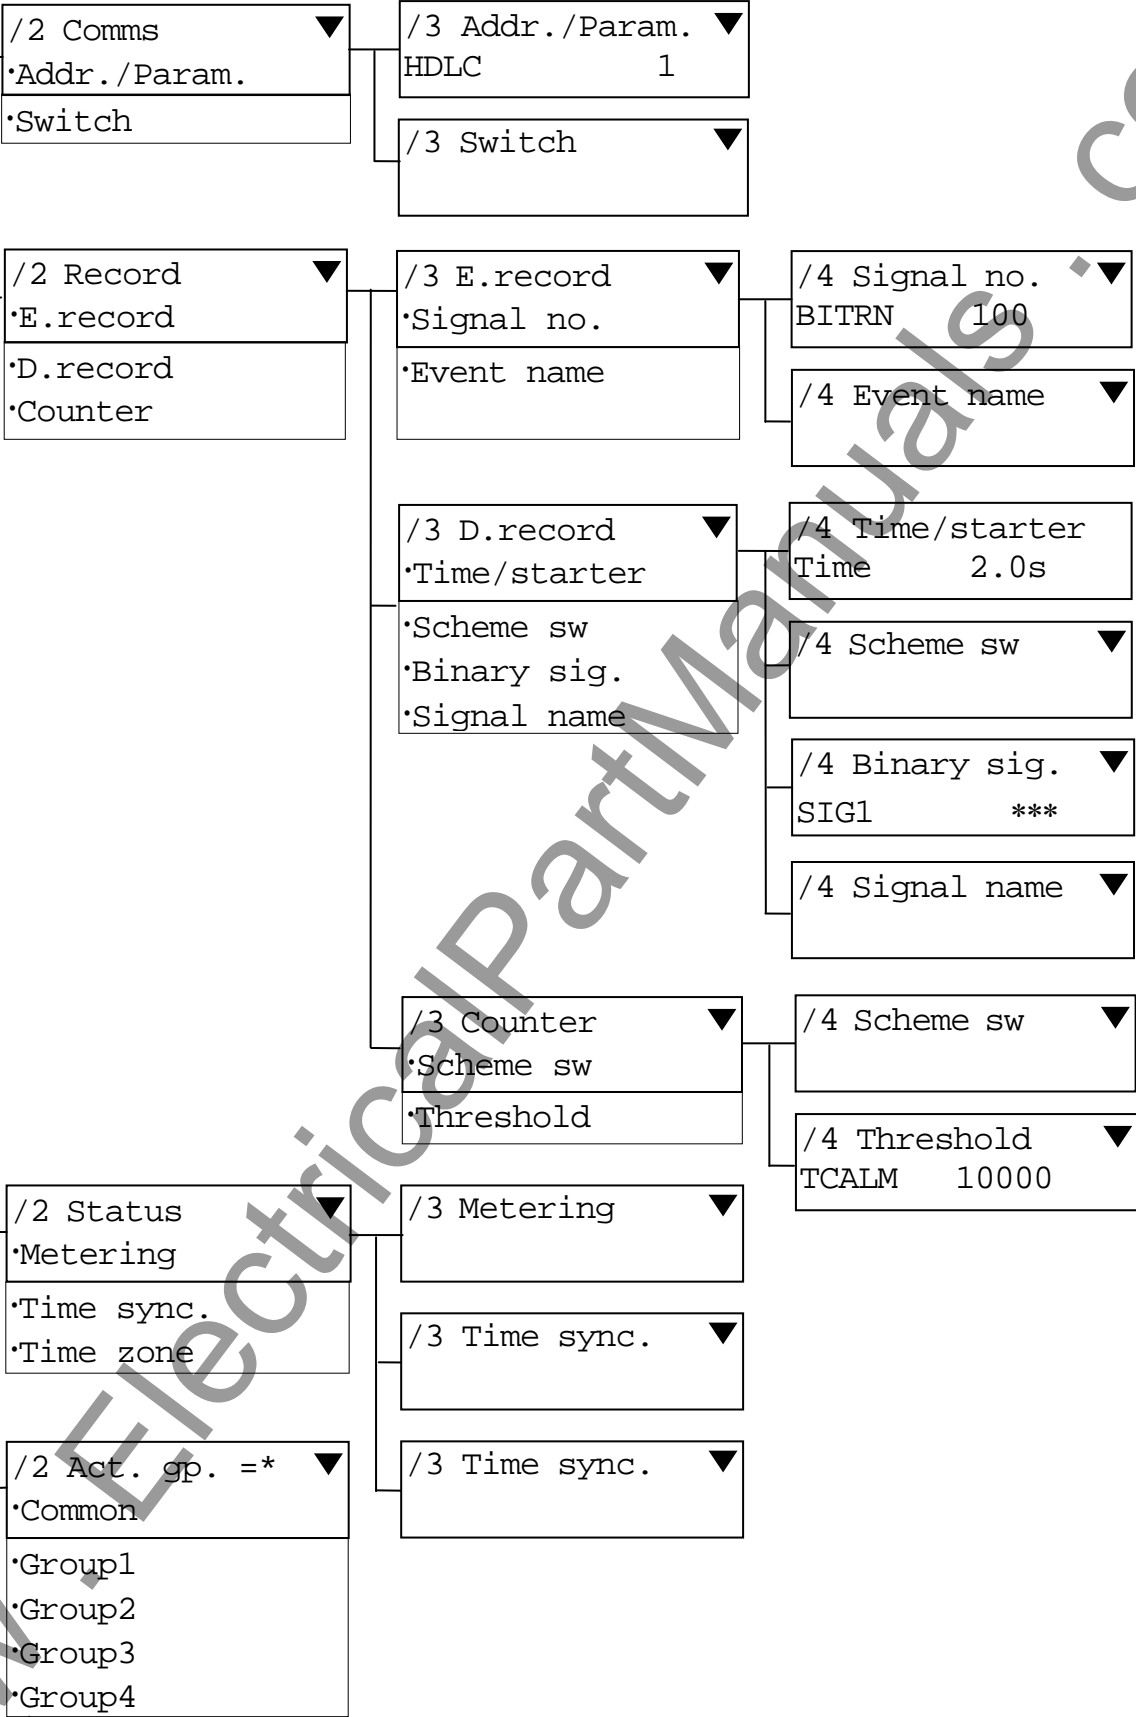 /2 Comms ▼
·Addr./Param.
·Switch
/3 Addr./Param. ▼
HDLC 1
/3 Switch ▼
/2 Record ▼
·E.record
·D.record
·Counter
/3 E.record ▼
·Signal no.
·Event name
/4 Signal no. ▼
BITRN 100
/4 Event name ▼
/3 D.record ▼
·Time/starter
·Scheme sw
·Binary sig.
·Signal name
/4 Time/starter
Time 2.0s
/4 Scheme sw ▼
/4 Binary sig. ▼
SIG1 ***
/4 Signal name ▼
/3 Counter ▼
·Scheme sw
·Threshold
/4 Scheme sw ▼
/4 Threshold ▼
TCALM 10000
/2 Status ▼
·Metering
·Time sync.
·Time zone
/3 Metering ▼
/3 Time sync. ▼
/3 Time sync. ▼
/2 Act. gp. =* ▼
·Common
·Group1
·Group2
·Group3
·Group4
. ElectricalPartManuals .